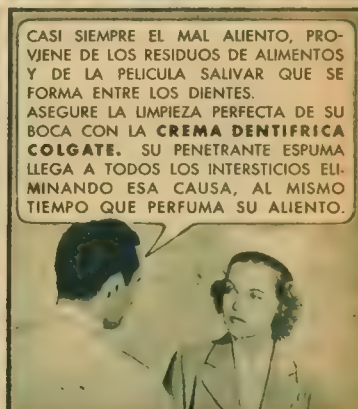 CASI SIEMPRE EL MAL ALIENTO, PRO-
VIENE DE LOS RESIDUOS DE ALIMENTOS
Y DE LA PELICULA SALIVAR QUE SE
FORMA ENTRE LOS DIENTES.
ASEGURE LA LIMPIEZA PERFECTA DE SU
BOCA CON LA CREMA DENTIFRICA
COLGATE. SU PENETRANTE ESPUMA
LLEGA A TODOS LOS INTERSTICIOS ELI-
MINANDO ESA CAUSA, AL MISMO
TIEMPO QUE PERFUMA SU ALIENTO.